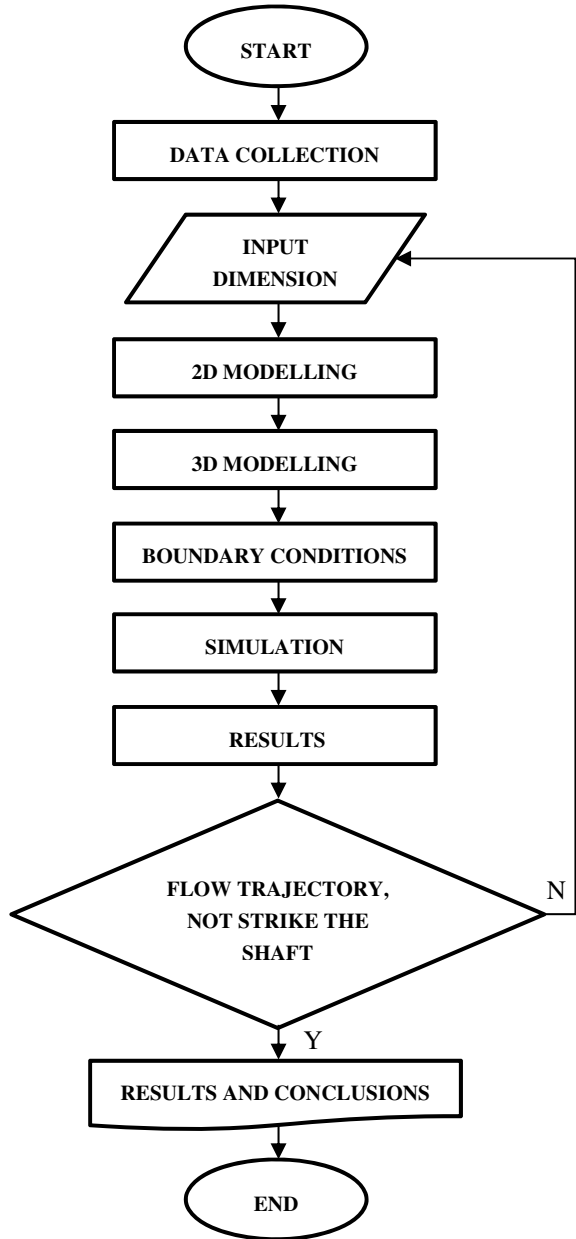 START
DATA COLLECTION
INPUT
DIMENSION
2D MODELLING
3D MODELLING
BOUNDARY CONDITIONS
SIMULATION
RESULTS
FLOW TRAJECTORY,
NOT STRIKE THE
SHAFT
N
Y
RESULTS AND CONCLUSIONS
END